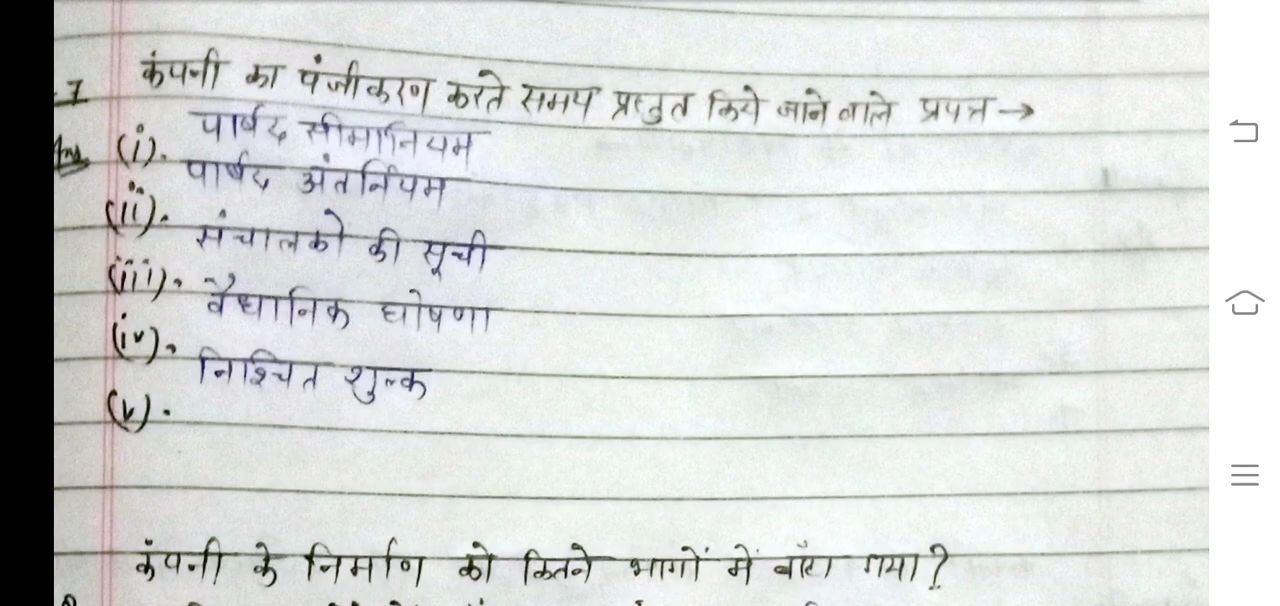 1 कंपनी का पंजीकरण करते समय प्रस्तुत किये जाने वाले प्रपत्र →
Ans (i). पार्षद सीमानियम
(ii). पार्षद अंतर्नियम
(iii). संचालको की सूची
(iv). वैधानिक घोषणा
(v). निश्चित शुल्क
कंपनी के निर्माण को कितने भागों में बाँटा गया?